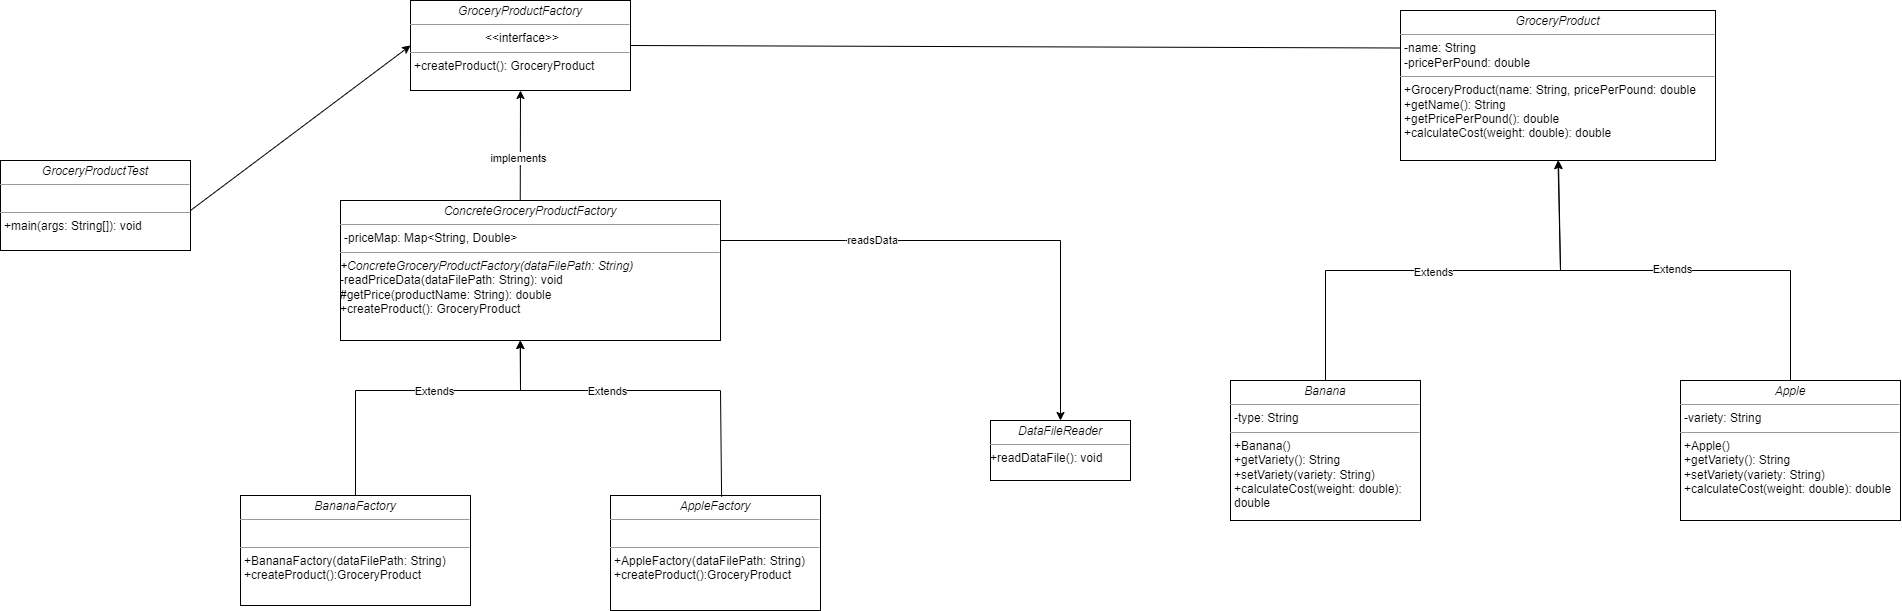 GroceryProductFactory
<<interface>>
+createProduct(): GroceryProduct
GroceryProduct
-name: String
-pricePerPound: double
+GroceryProduct(name: String, pricePerPound: double
+getName(): String
+getPricePerPound(): double
+calculateCost(weight: double): double
implements
GroceryProductTest
+main(args: String[]): void
ConcreteGroceryProductFactory
-priceMap: Map<String, Double>
+ConcreteGroceryProductFactory(dataFilePath: String)
-readPriceData(dataFilePath: String): void
#getPrice(productName: String): double
+createProduct(): GroceryProduct
readsData
Extends
Extends
Extends
Extends
DataFileReader
+readDataFile(): void
Banana
-type: String
+Banana()
+getVariety(): String
+setVariety(variety: String)
+calculateCost(weight: double):
double
Apple
-variety: String
+Apple()
+getVariety(): String
+setVariety(variety: String)
+calculateCost(weight: double): double
BananaFactory
+BananaFactory(dataFilePath: String)
+createProduct():GroceryProduct
AppleFactory
+AppleFactory(dataFilePath: String)
+createProduct():GroceryProduct